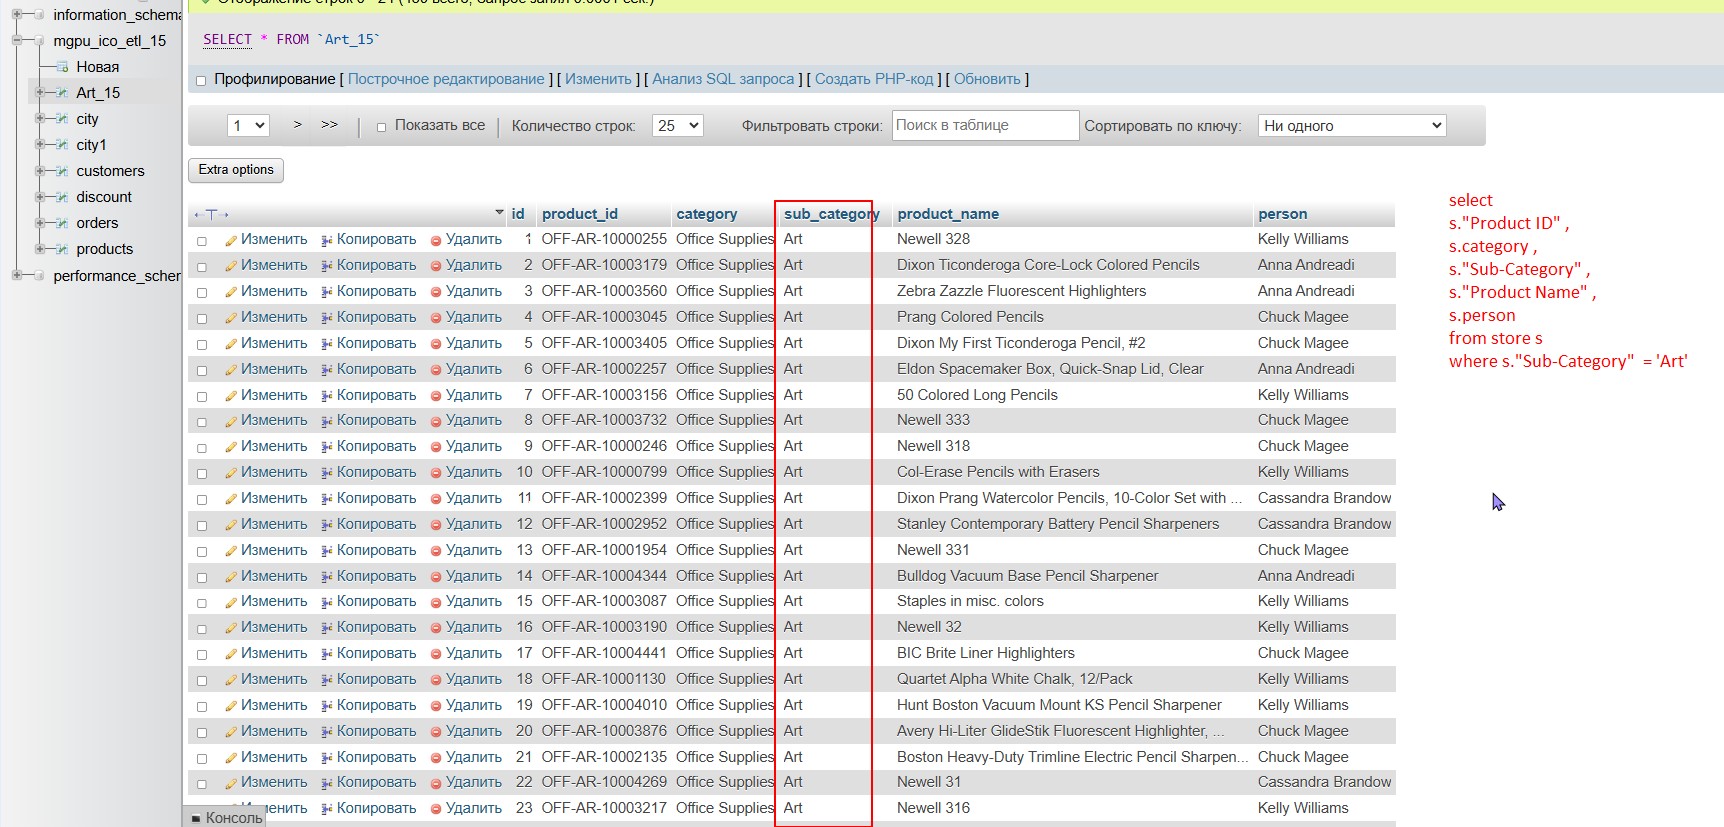 Отображение строк 0 - 24 всего, Запрос занял сек.)
information_schema
mgpu_ico_etl_15
Новая
Art_15
city
city1
customers
discount
orders
products
performance_scher
SELECT * FROM `Art_15`
Профилирование [ Построчное редактирование ] [ Изменить ] [ Анализ SQL запроса ] [ Создать PHP-код ] [ Обновить ]
1 > >> | Показать все | Количество строк: 25 Фильтровать строки: Поиск в таблице Сортировать по ключу: Ни одного
Extra options
←T→ id product_id category sub_category product_name person
Изменить Копировать Удалить 1 OFF-AR-10000255 Office Supplies Art Newell 328 Kelly Williams
Изменить Копировать Удалить 2 OFF-AR-10003179 Office Supplies Art Dixon Ticonderoga Core-Lock Colored Pencils Anna Andreadi
Изменить Копировать Удалить 3 OFF-AR-10003560 Office Supplies Art Zebra Zazzle Fluorescent Highlighters Anna Andreadi
Изменить Копировать Удалить 4 OFF-AR-10003045 Office Supplies Art Prang Colored Pencils Chuck Magee
Изменить Копировать Удалить 5 OFF-AR-10003405 Office Supplies Art Dixon My First Ticonderoga Pencil, #2 Chuck Magee
Изменить Копировать Удалить 6 OFF-AR-10002257 Office Supplies Art Eldon Spacemaker Box, Quick-Snap Lid, Clear Anna Andreadi
Изменить Копировать Удалить 7 OFF-AR-10003156 Office Supplies Art 50 Colored Long Pencils Kelly Williams
Изменить Копировать Удалить 8 OFF-AR-10003732 Office Supplies Art Newell 333 Chuck Magee
Изменить Копировать Удалить 9 OFF-AR-10000246 Office Supplies Art Newell 318 Chuck Magee
Изменить Копировать Удалить 10 OFF-AR-10000799 Office Supplies Art Col-Erase Pencils with Erasers Kelly Williams
Изменить Копировать Удалить 11 OFF-AR-10002399 Office Supplies Art Dixon Prang Watercolor Pencils, 10-Color Set with ... Cassandra Brandow
Изменить Копировать Удалить 12 OFF-AR-10002952 Office Supplies Art Stanley Contemporary Battery Pencil Sharpeners Cassandra Brandow
Изменить Копировать Удалить 13 OFF-AR-10001954 Office Supplies Art Newell 331 Chuck Magee
Изменить Копировать Удалить 14 OFF-AR-10004344 Office Supplies Art Bulldog Vacuum Base Pencil Sharpener Anna Andreadi
Изменить Копировать Удалить 15 OFF-AR-10003087 Office Supplies Art Staples in misc. colors Kelly Williams
Изменить Копировать Удалить 16 OFF-AR-10003190 Office Supplies Art Newell 32 Kelly Williams
Изменить Копировать Удалить 17 OFF-AR-10004441 Office Supplies Art BIC Brite Liner Highlighters Chuck Magee
Изменить Копировать Удалить 18 OFF-AR-10001130 Office Supplies Art Quartet Alpha White Chalk, 12/Pack Kelly Williams
Изменить Копировать Удалить 19 OFF-AR-10004010 Office Supplies Art Hunt Boston Vacuum Mount KS Pencil Sharpener Kelly Williams
Изменить Копировать Удалить 20 OFF-AR-10003876 Office Supplies Art Avery Hi-Liter GlideStik Fluorescent Highlighter, ... Chuck Magee
Изменить Копировать Удалить 21 OFF-AR-10002135 Office Supplies Art Boston Heavy-Duty Trimline Electric Pencil Sharpen... Chuck Magee
Изменить Копировать Удалить 22 OFF-AR-10004269 Office Supplies Art Newell 31 Cassandra Brandow
Изменить Копировать Удалить 23 OFF-AR-10003217 Office Supplies Art Newell 316 Kelly Williams
Консоль
select
s."Product ID" ,
s.category ,
s."Sub-Category" ,
s."Product Name" ,
s.person
from store s
where s."Sub-Category" = 'Art'